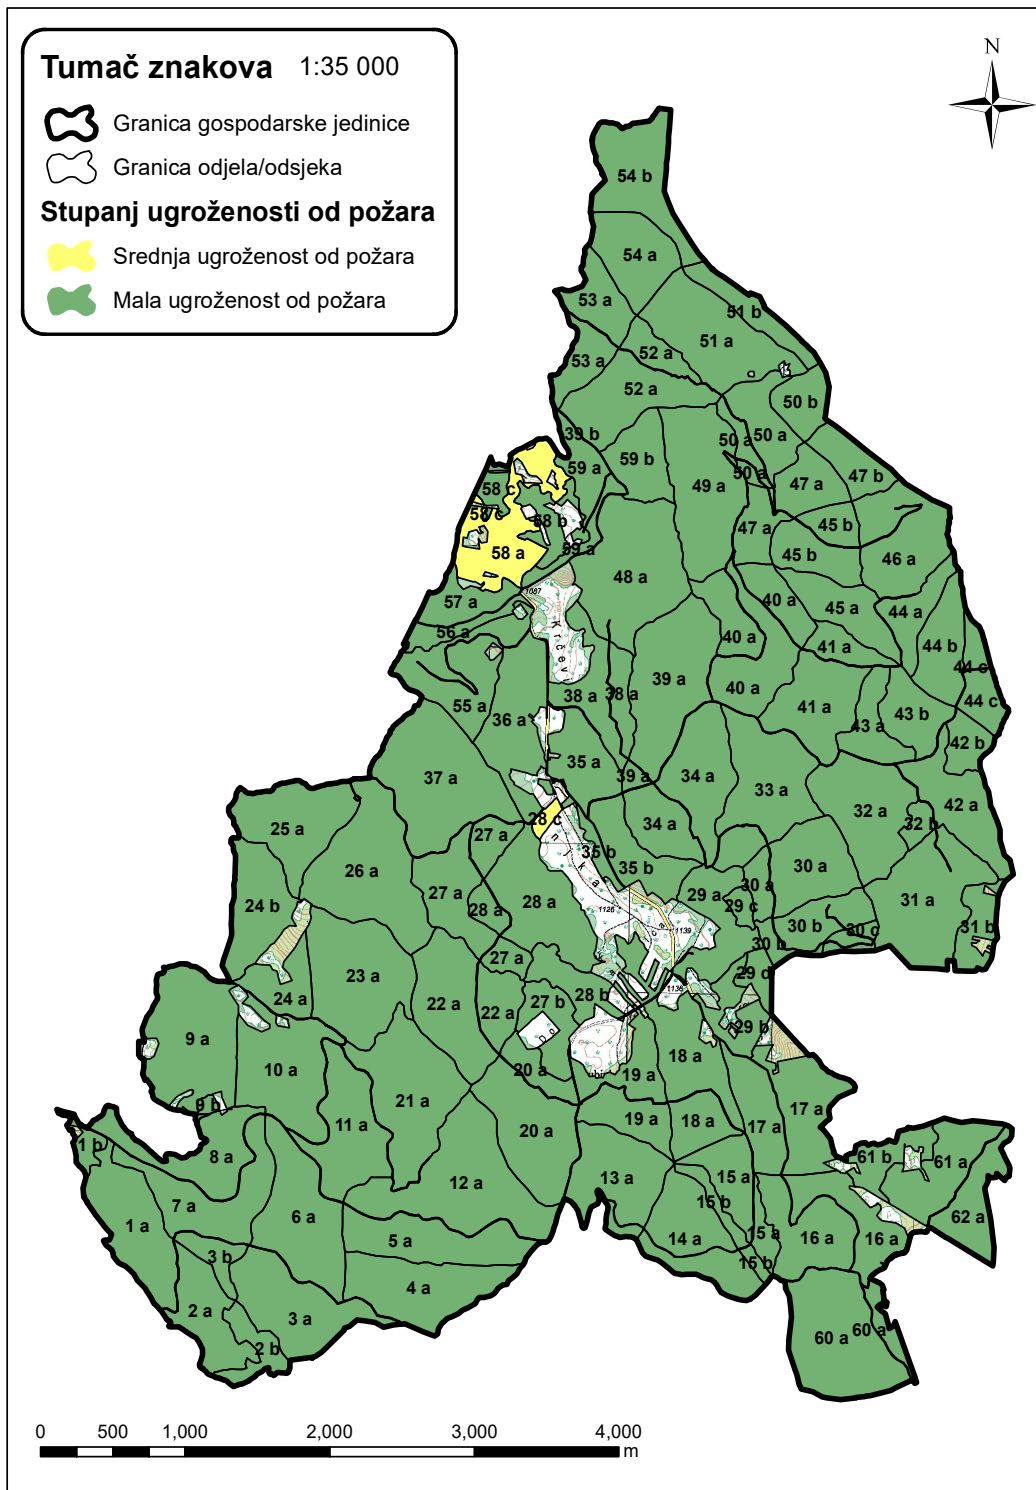 Tumač znakova 1:35 000
Granica gospodarske jedinice
Granica odjela/odsjeka
Stupanj ugroženosti od požara
Srednja ugroženost od požara
Mala ugroženost od požara
N
54 b
54 a
53 a
51 b
51 a
52 a
53 a
52 a
50 b
39 b
50 a
50 a
59 a
59 b
50 a
47 b
58 c
49 a
47 a
58 c
58 b
47 a
45 b
58 a
59 a
45 b
46 a
48 a
1087
57 a
40 a
45 a
44 a
56 a
40 a
41 a
44 b
44 c
39 a
40 a
38 a
38 a
55 a
36 a
41 a
43 a
43 b
44 c
42 b
35 a
39 a
34 a
37 a
33 a
32 a
42 a
28 c
34 a
32 b
25 a
27 a
35 b
35 b
26 a
30 a
30 a
27 a
29 a
29 c
31 a
24 b
28 a
28 a
1126
1139
30 b
30 c
31 b
30 b
27 a
29 d
23 a
24 a
1136
22 a
22 a
27 b
28 b
29 b
9 a
18 a
10 a
20 a
19 a
21 a
9 b
11 a
20 a
19 a
18 a
17 a
17 a
1 b
8 a
61 b
61 a
12 a
13 a
15 a
7 a
15 b
6 a
1 a
62 a
5 a
14 a
15 a
16 a
16 a
3 b
15 b
4 a
2 a
3 a
60 a
60 a
2 b
0 500 1,000 2,000 3,000 4,000
m